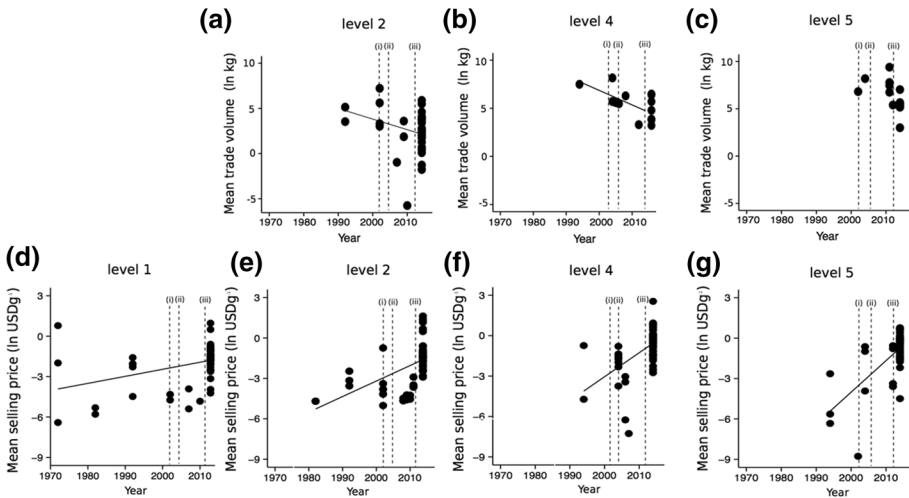 (a) (b) (c)
level 2 level 4 level 5
(i) (ii) (iii) (i) (ii) (iii) (i) (ii) (iii)
Mean trade volume (ln kg)
10
5
0
-5
1970 1980 1990 2000 2010
Year
Mean trade volume (ln kg)
10
5
0
-5
1970 1980 1990 2000 2010
Year
Mean trade volume (ln kg)
10
5
0
-5
1970 1980 1990 2000 2010
Year
(d) (e) (f) (g)
level 1 level 2 level 4 level 5
(i) (ii) (iii) (i) (ii) (iii) (i) (ii) (iii) (i) (ii) (iii)
Mean selling price (ln USDg⁻¹)
3
0
−3
−6
−9
1970 1980 1990 2000 2010
Year
Mean selling price (ln USDg⁻¹)
3
0
−3
−6
−9
1970 1980 1990 2000 2010
Year
Mean selling price (ln USDg⁻¹)
3
0
−3
−6
−9
1970 1980 1990 2000 2010
Year
Mean selling price (ln USDg⁻¹)
3
0
−3
−6
−9
1970 1980 1990 2000 2010
Year